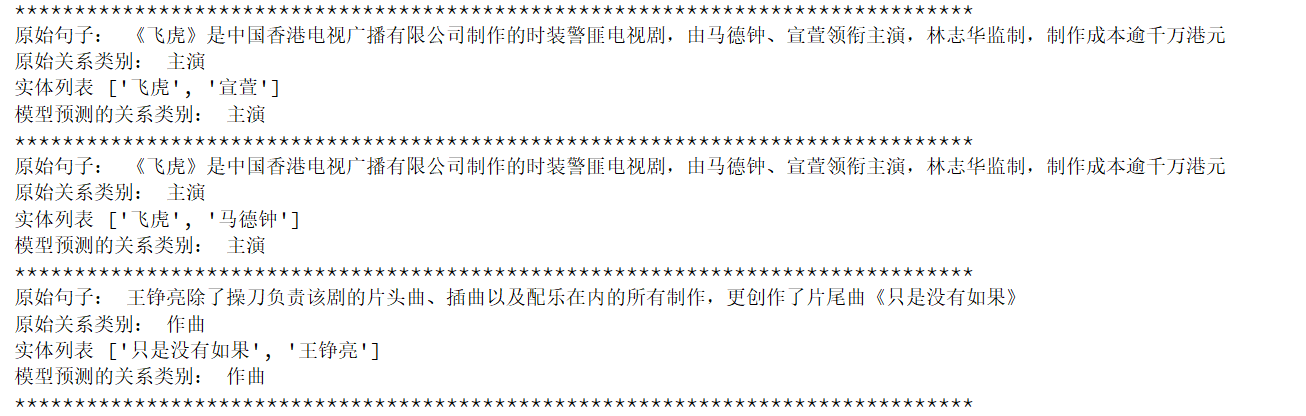 ********************************************************************************
原始句子： 《飞虎》是中国香港电视广播有限公司制作的时装警匪电视剧，由马德钟、宣萱领衔主演，林志华监制，制作成本逾千万港元
原始关系类别： 主演
实体列表 ['飞虎', '宣萱']
模型预测的关系类别： 主演
********************************************************************************
原始句子： 《飞虎》是中国香港电视广播有限公司制作的时装警匪电视剧，由马德钟、宣萱领衔主演，林志华监制，制作成本逾千万港元
原始关系类别： 主演
实体列表 ['飞虎', '马德钟']
模型预测的关系类别： 主演
********************************************************************************
原始句子： 王铮亮除了操刀负责该剧的片头曲、插曲以及配乐在内的所有制作，更创作了片尾曲《只是没有如果》
原始关系类别： 作曲
实体列表 ['只是没有如果', '王铮亮']
模型预测的关系类别： 作曲
********************************************************************************